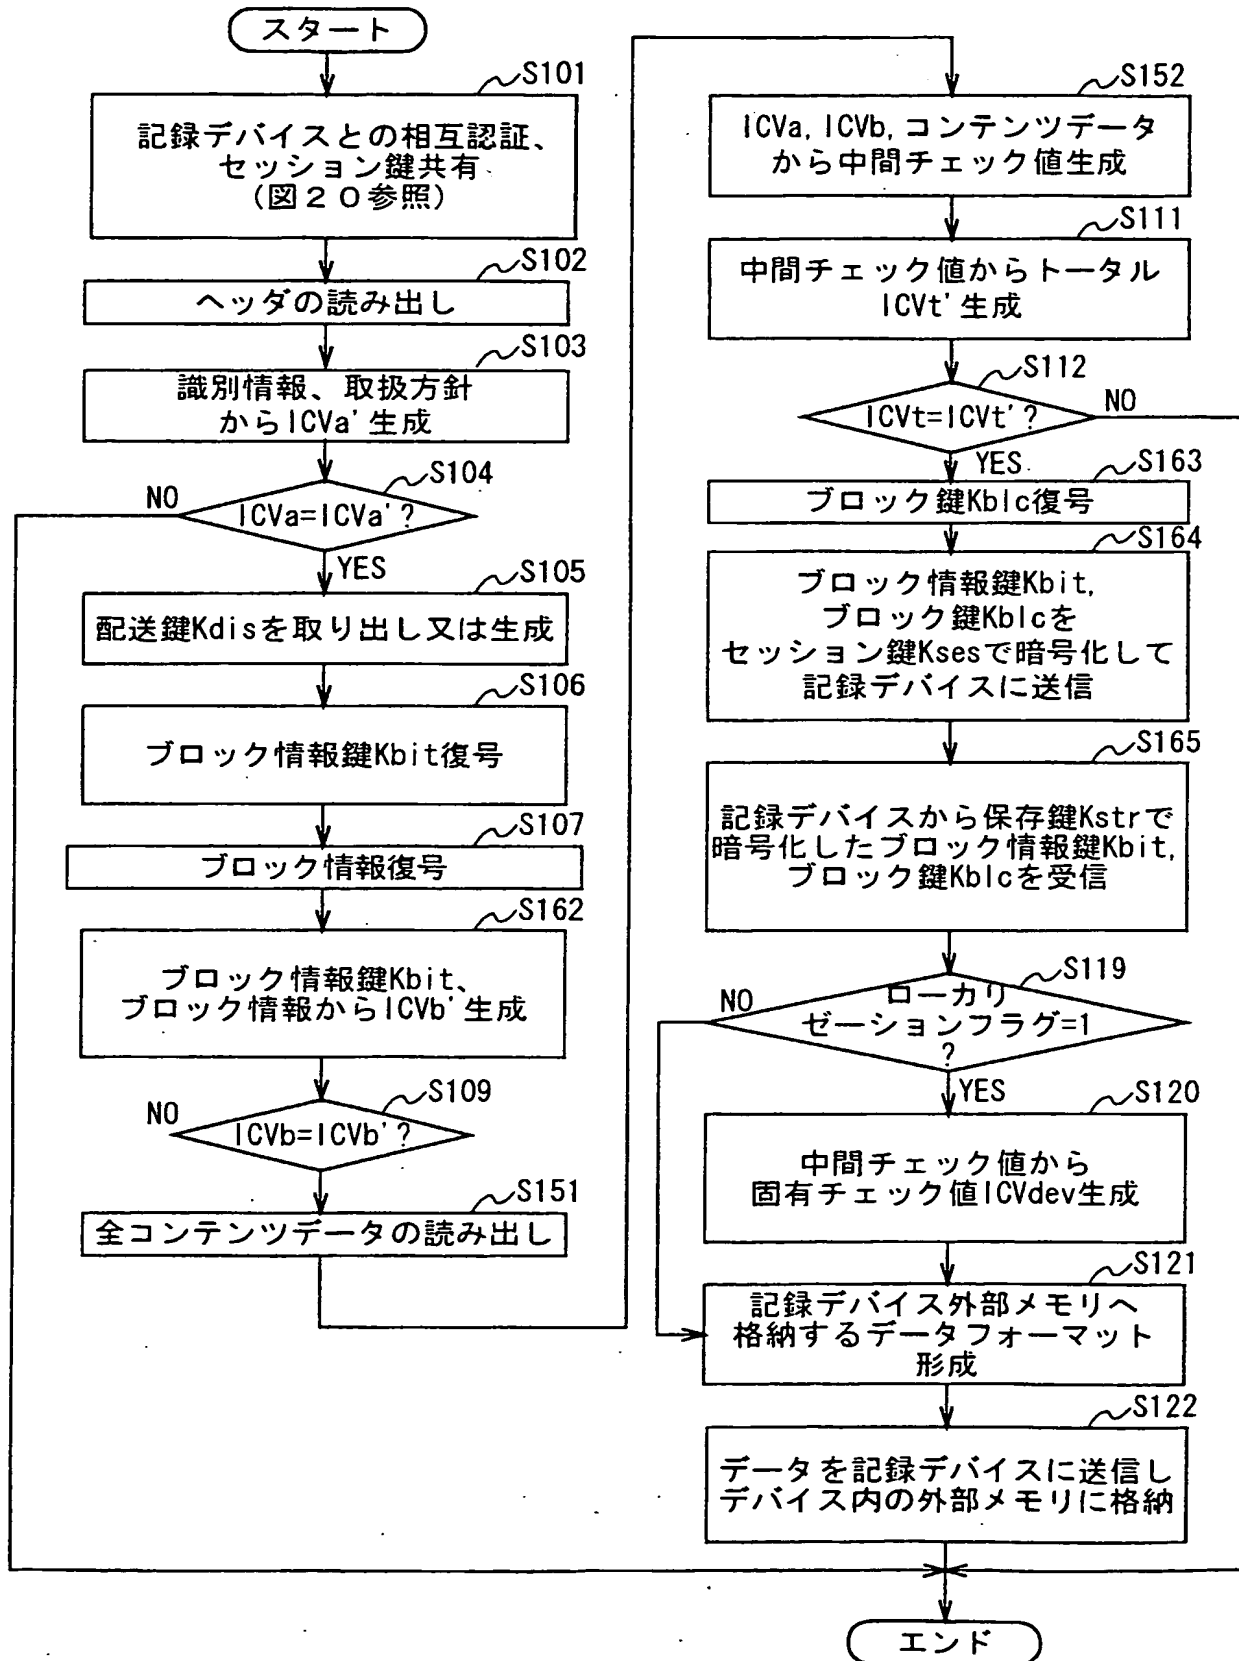 スタート
S101
記録デバイスとの相互認証、
セッション鍵共有
(図20参照)
S102
ヘッダの読み出し
S103
識別情報、取扱方針
からICVa'生成
S104
NO
ICVa=ICVa'?
YES
S105
配送鍵Kdisを取り出し又は生成
S106
ブロック情報鍵Kbit復号
S107
ブロック情報復号
S162
ブロック情報鍵Kbit、
ブロック情報からICVb'生成
S109
NO
ICVb=ICVb'?
S151
全コンテンツデータの読み出し
S152
ICVa, ICVb, コンテンツデータ
から中間チェック値生成
S111
中間チェック値からトータル
ICVt'生成
S112
ICVt=ICVt'?
NO
YES
S163
ブロック鍵Kblc復号
S164
ブロック情報鍵Kbit,
ブロック鍵Kblcを
セッション鍵Ksesで暗号化して
記録デバイスに送信
S165
記録デバイスから保存鍵Kstrで
暗号化したブロック情報鍵Kbit,
ブロック鍵Kblcを受信
S119
NO
ローカリ
ゼーションフラグ=1
?
YES
S120
中間チェック値から
固有チェック値ICVdev生成
S121
記録デバイス外部メモリへ
格納するデータフォーマット
形成
S122
データを記録デバイスに送信し
デバイス内の外部メモリに格納
エンド